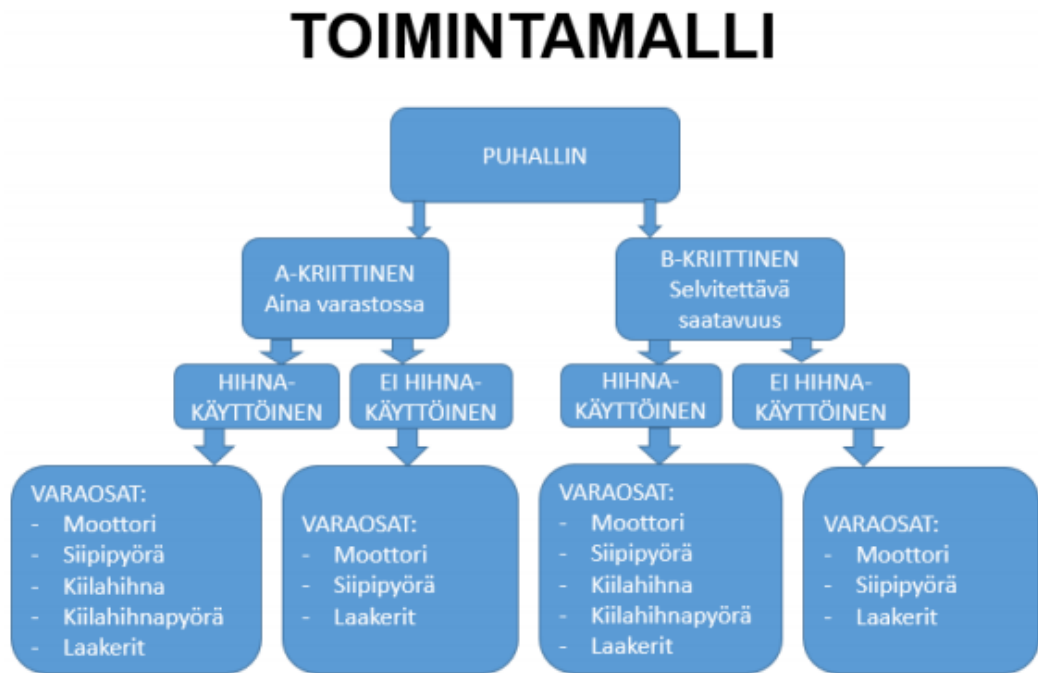 TOIMINTAMALLI
PUHALLIN
A-KRIITTINEN
Aina varastossa
B-KRIITTINEN
Selvitettävä
saatavuus
HIHNA-
KÄYTTÖINEN
EI HIHNA-
KÄYTTÖINEN
HIHNA-
KÄYTTÖINEN
EI HIHNA-
KÄYTTÖINEN
VARAOSAT:
- Moottori
- Siipipyörä
- Kiilahihna
- Kiilahihnapyörä
- Laakerit
VARAOSAT:
- Moottori
- Siipipyörä
- Laakerit
VARAOSAT:
- Moottori
- Siipipyörä
- Kiilahihna
- Kiilahihnapyörä
- Laakerit
VARAOSAT:
- Moottori
- Siipipyörä
- Laakerit